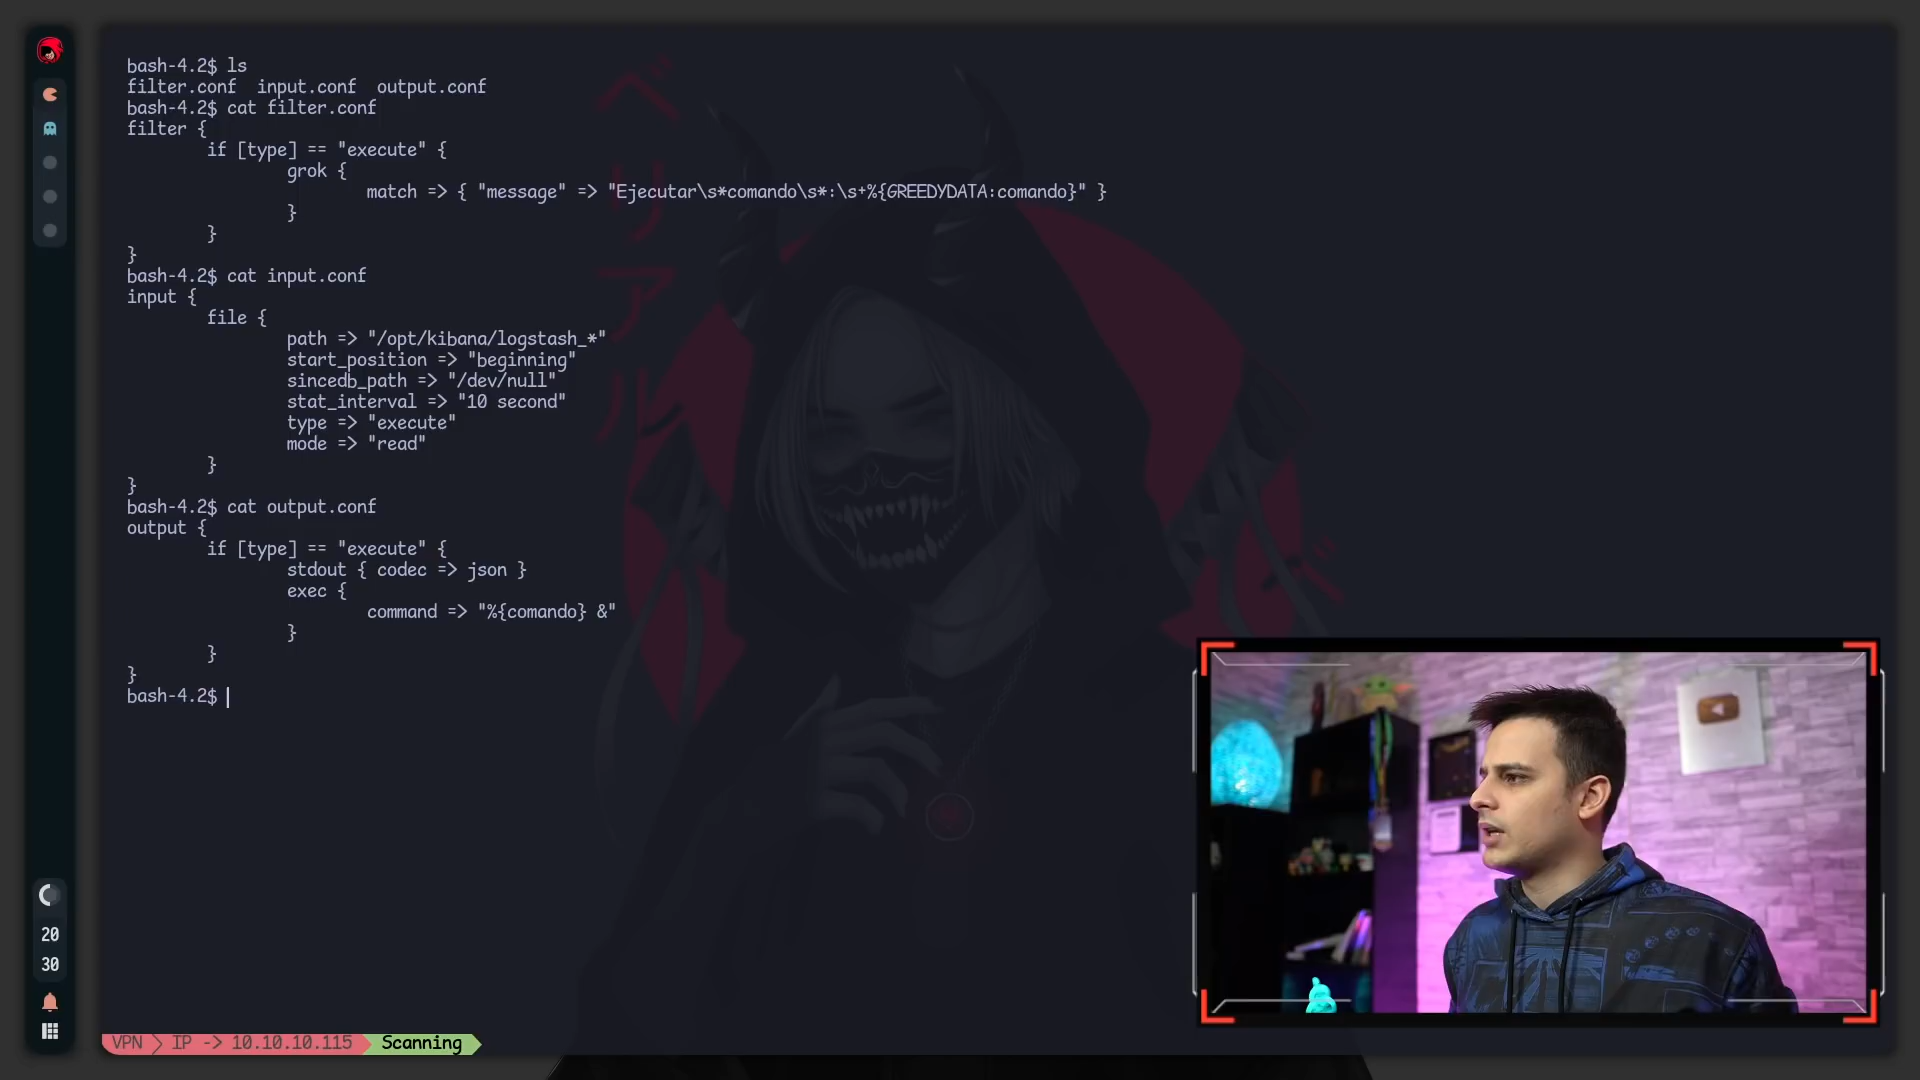 bash-4.2$ ls
filter.conf  input.conf  output.conf
bash-4.2$ cat filter.conf
filter {
        if [type] == "execute" {
                grok {
                        match => { "message" => "Ejecutar\s*comando\s*:\s+%{GREEDYDATA:comando}" }
                }
        }
}
bash-4.2$ cat input.conf
input {
        file {
                path => "/opt/kibana/logstash_*"
                start_position => "beginning"
                sincedb_path => "/dev/null"
                stat_interval => "10 second"
                type => "execute"
                mode => "read"
        }
}
bash-4.2$ cat output.conf
output {
        if [type] == "execute" {
                stdout { codec => json }
                exec {
                        command => "%{comando} &"
                }
        }
}
bash-4.2$
ベリアル
20
30
VPN IP -> 10.10.10.115 Scanning